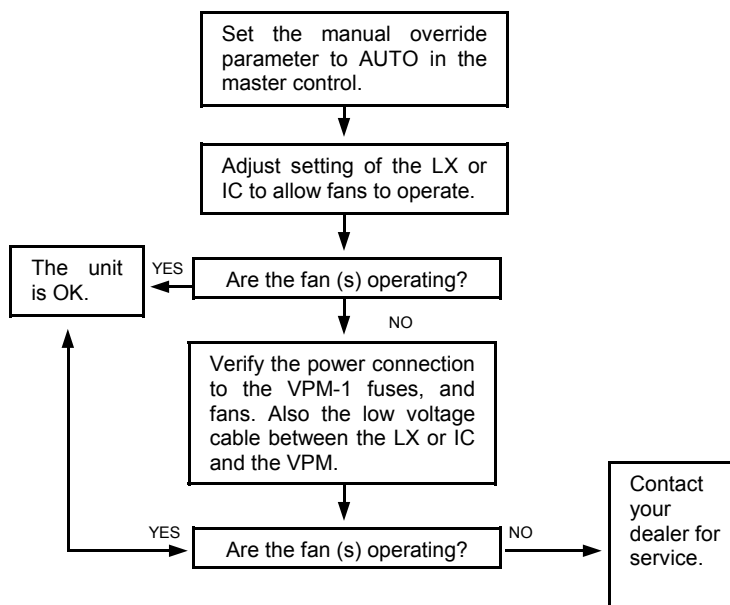 Set the manual override
parameter to AUTO in the
master control.
Adjust setting of the LX or
IC to allow fans to operate.
The unit
is OK.
YES
Are the fan (s) operating?
NO
Verify the power connection
to the VPM-1 fuses, and
fans. Also the low voltage
cable between the LX or IC
and the VPM.
YES
Are the fan (s) operating?
NO
Contact
your
dealer for
service.